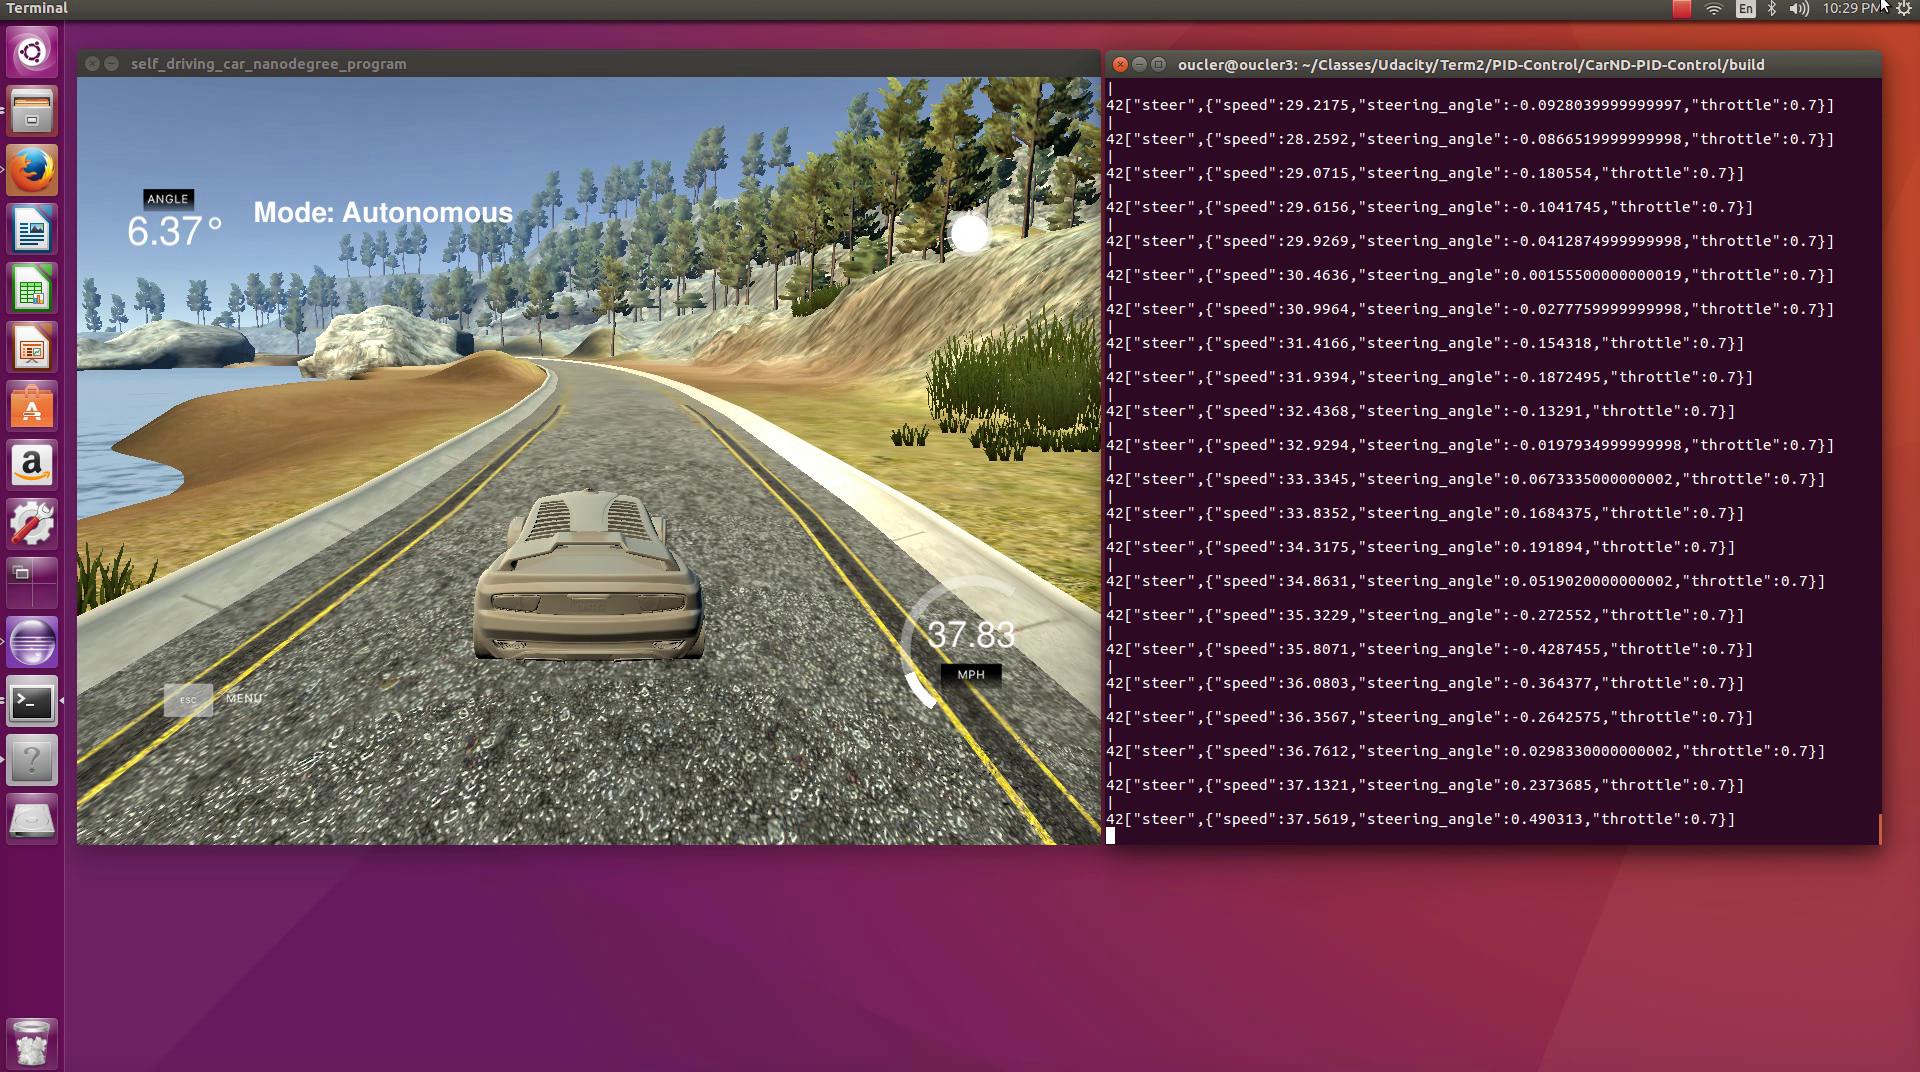 Terminal
En
10:29 PM
self_driving_car_nanodegree_program
ANGLE
6.37°
Mode: Autonomous
37.83
MPH
ESC
MENU
oucler@oucler3: ~/Classes/Udacity/Term2/PID-Control/CarND-PID-Control/build
|
42["steer",{"speed":29.2175,"steering_angle":-0.0928039999999997,"throttle":0.7}]
|
42["steer",{"speed":28.2592,"steering_angle":-0.0866519999999998,"throttle":0.7}]
|
42["steer",{"speed":29.0715,"steering_angle":-0.180554,"throttle":0.7}]
|
42["steer",{"speed":29.6156,"steering_angle":-0.1041745,"throttle":0.7}]
|
42["steer",{"speed":29.9269,"steering_angle":-0.0412874999999998,"throttle":0.7}]
|
42["steer",{"speed":30.4636,"steering_angle":0.00155500000000019,"throttle":0.7}]
|
42["steer",{"speed":30.9964,"steering_angle":-0.0277759999999998,"throttle":0.7}]
|
42["steer",{"speed":31.4166,"steering_angle":-0.154318,"throttle":0.7}]
|
42["steer",{"speed":31.9394,"steering_angle":-0.1872495,"throttle":0.7}]
|
42["steer",{"speed":32.4368,"steering_angle":-0.13291,"throttle":0.7}]
|
42["steer",{"speed":32.9294,"steering_angle":-0.0197934999999998,"throttle":0.7}]
|
42["steer",{"speed":33.3345,"steering_angle":0.0673335000000002,"throttle":0.7}]
|
42["steer",{"speed":33.8352,"steering_angle":0.1684375,"throttle":0.7}]
|
42["steer",{"speed":34.3175,"steering_angle":0.191894,"throttle":0.7}]
|
42["steer",{"speed":34.8631,"steering_angle":0.0519020000000002,"throttle":0.7}]
|
42["steer",{"speed":35.3229,"steering_angle":-0.272552,"throttle":0.7}]
|
42["steer",{"speed":35.8071,"steering_angle":-0.4287455,"throttle":0.7}]
|
42["steer",{"speed":36.0803,"steering_angle":-0.364377,"throttle":0.7}]
|
42["steer",{"speed":36.3567,"steering_angle":-0.2642575,"throttle":0.7}]
|
42["steer",{"speed":36.7612,"steering_angle":0.0298330000000002,"throttle":0.7}]
|
42["steer",{"speed":37.1321,"steering_angle":0.2373685,"throttle":0.7}]
|
42["steer",{"speed":37.5619,"steering_angle":0.490313,"throttle":0.7}]